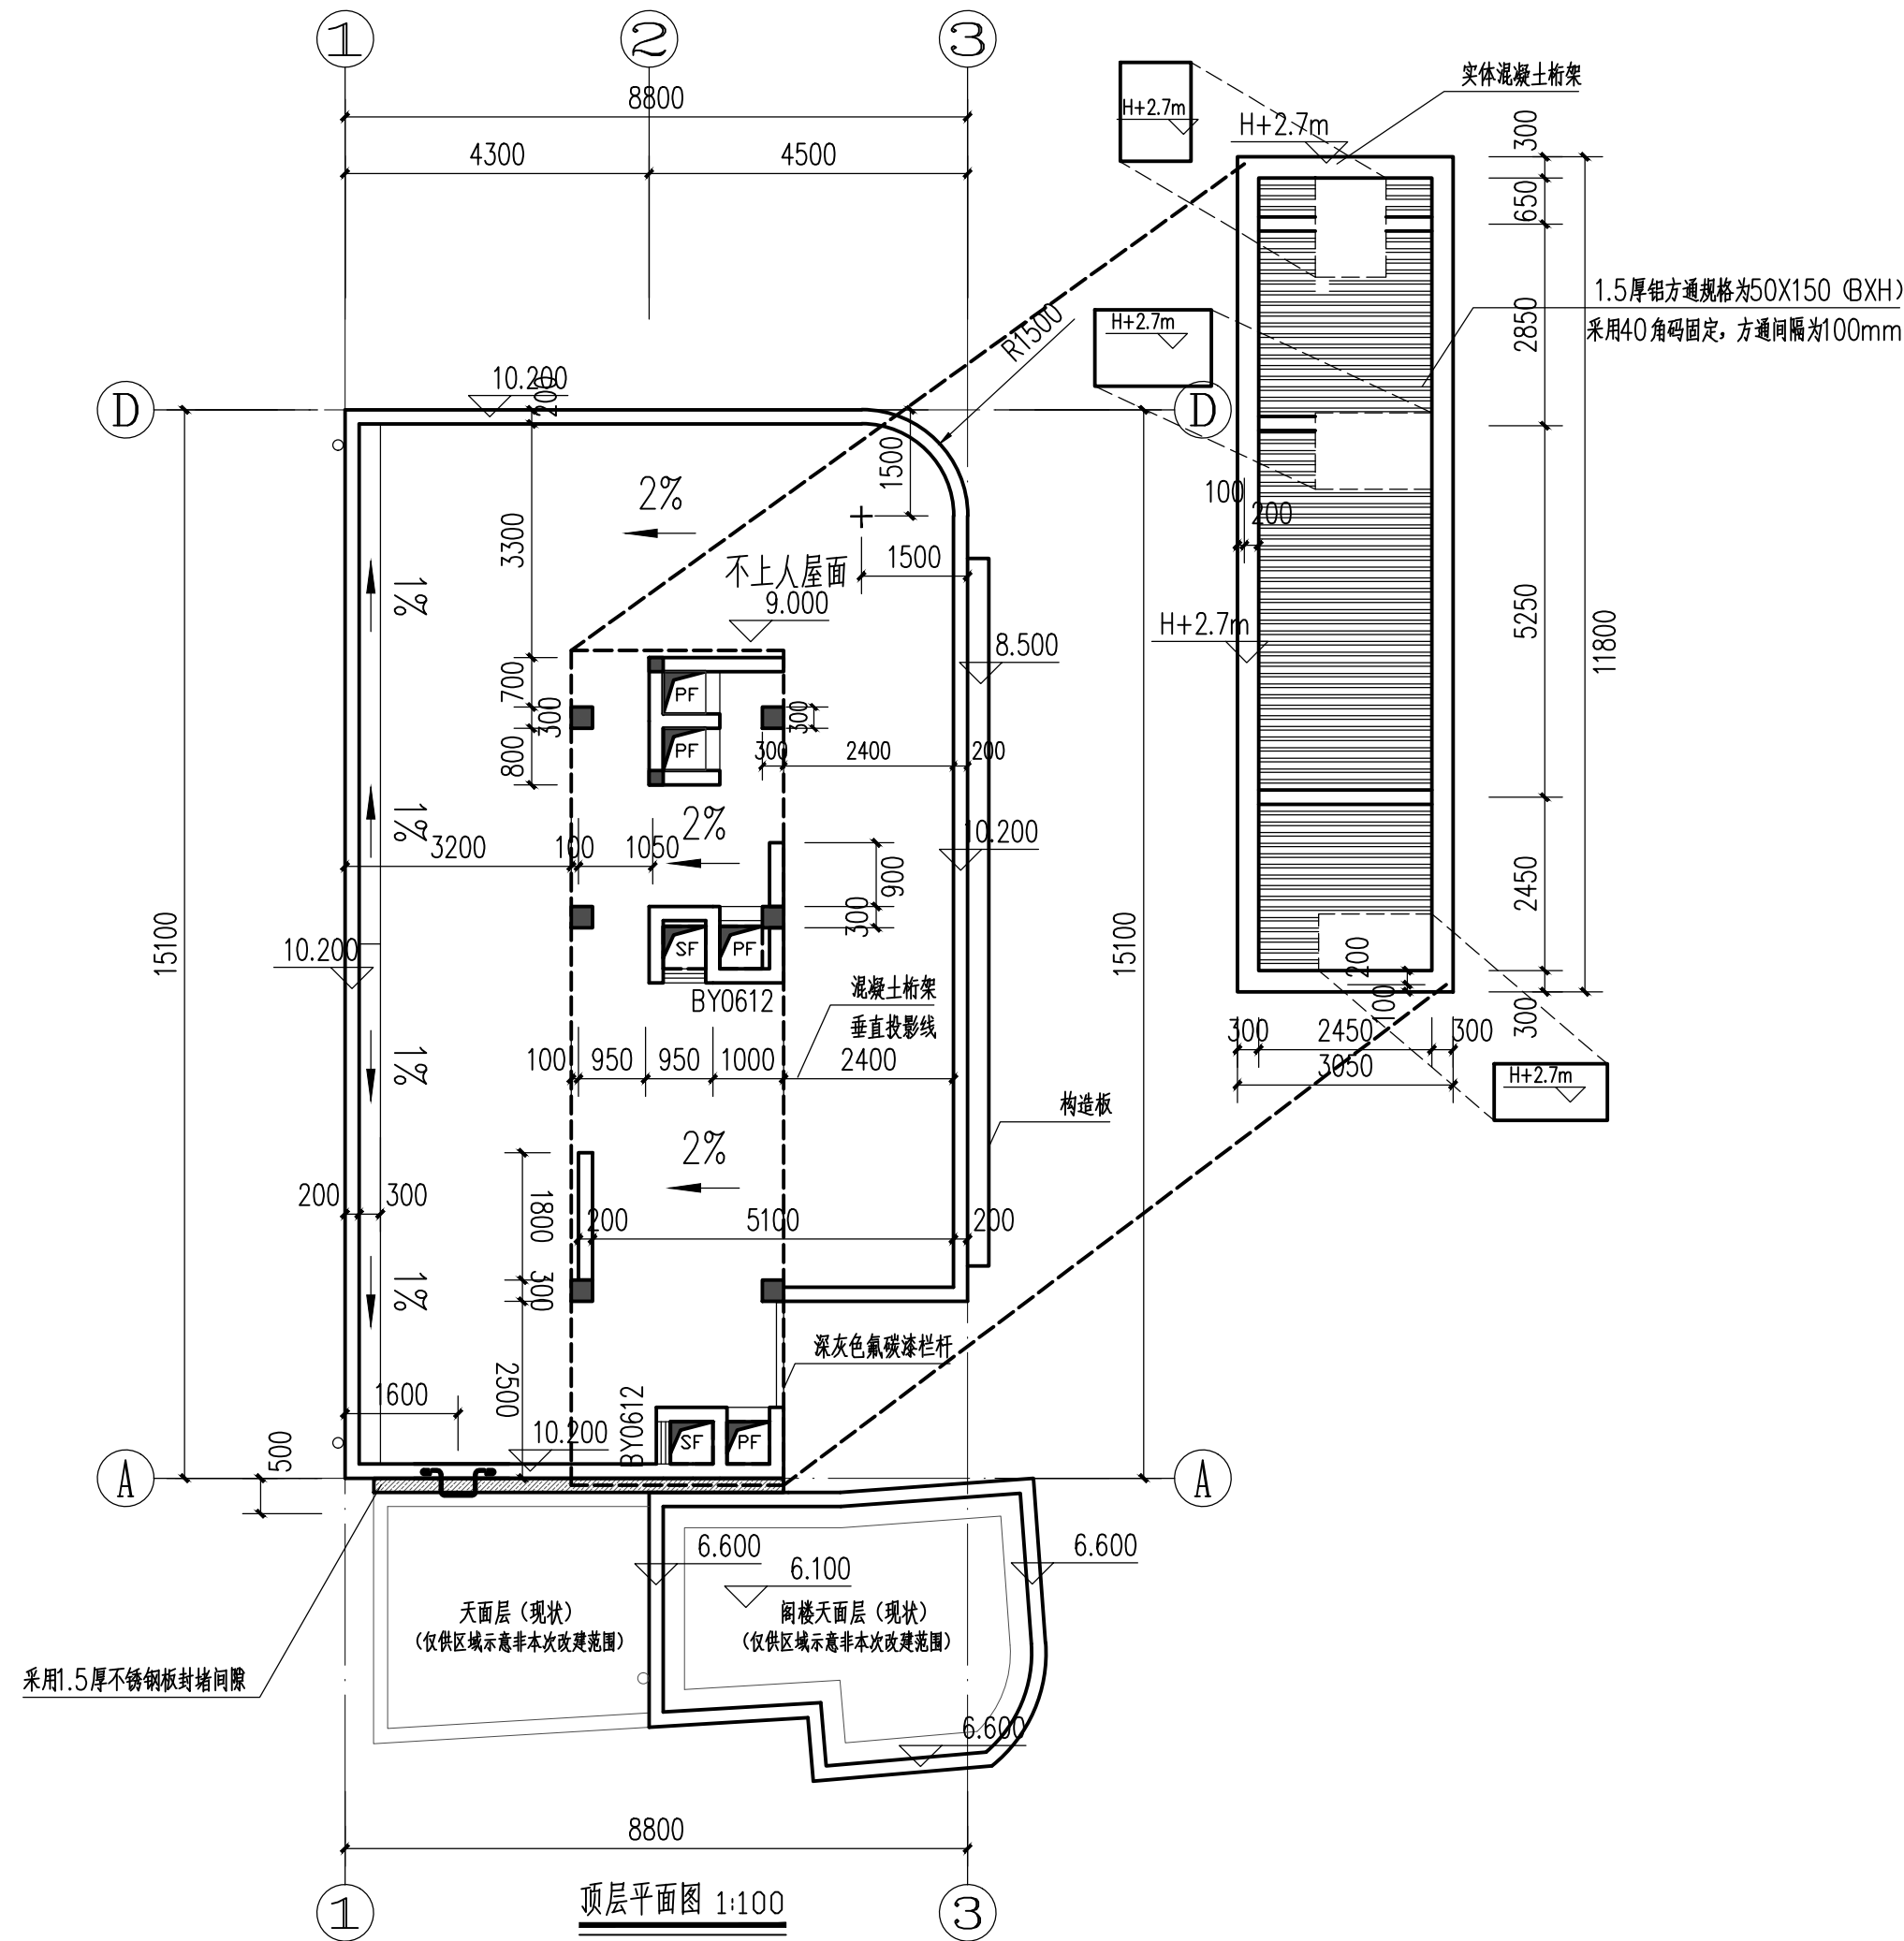 1
2
3
8800
4300
4500
实体混凝土桁架
H+2.7m
H+2.7m
300
650
1.5厚铝方通规格为50X150（BXH）
采用40角码固定，方通间隔为100mm
2850
H+2.7m
R1500
10.200
200
D
D
1500
2%
3300
100
200
不上人屋面
1500
9.000
1%
H+2.7m
5250
11800
8.500
700
300
800
PF
PF
300
300
2400
200
1%
2%
3200
100
1050
10.200
900
300
2450
15100
15100
10.200
SF
PF
BY0612
混凝土桁架
垂直投影线
200
100
300
300
2450
300
3050
H+2.7m
100
950
950
1000
2400
1%
构造板
2%
200
300
1800
200
5100
200
1%
300
深灰色氟碳漆栏杆
2500
1600
BY0612
10.200
SF
PF
500
A
A
6.600
6.100
6.600
天面层（现状）
（仅供区域示意非本次改建范围）
阁楼天面层（现状）
（仅供区域示意非本次改建范围）
采用1.5厚不锈钢板封堵间隙
6.600
8800
1
3
顶层平面图 1:100